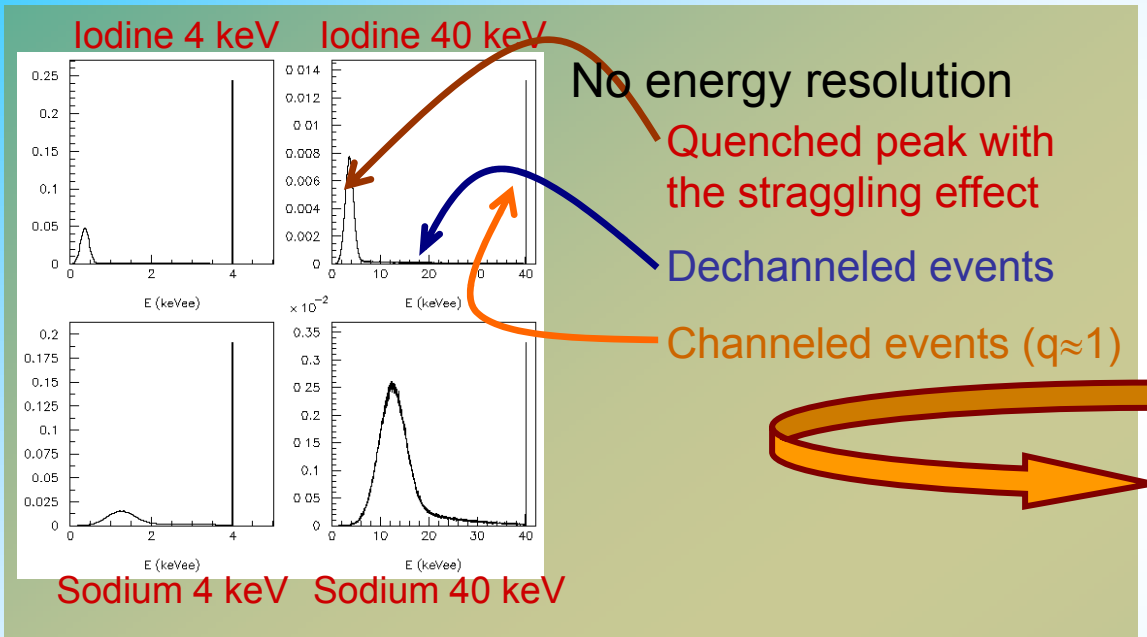 Iodine 4 keV Iodine 40 keV
No energy resolution
Quenched peak with
the straggling effect
Dechanneled events
Channeled events (q≈1)
0.25
0.2
0.15
0.1
0.05
0
0 2 4
E (keVee)
0 014
0 012
0 01
0.008
0.006
0.004
0.002
0
0 10 20 30 40
E (keVee)
0.2
0.175
0.15
0.125
0.1
0.075
0.05
0.025
0
0 2 4
E (keVee)
× 10⁻²
0.35
0.3
0.25
0.2
0 15
0.1
0 05
0
0 10 20 30 40
E (keVee)
Sodium 4 keV Sodium 40 keV